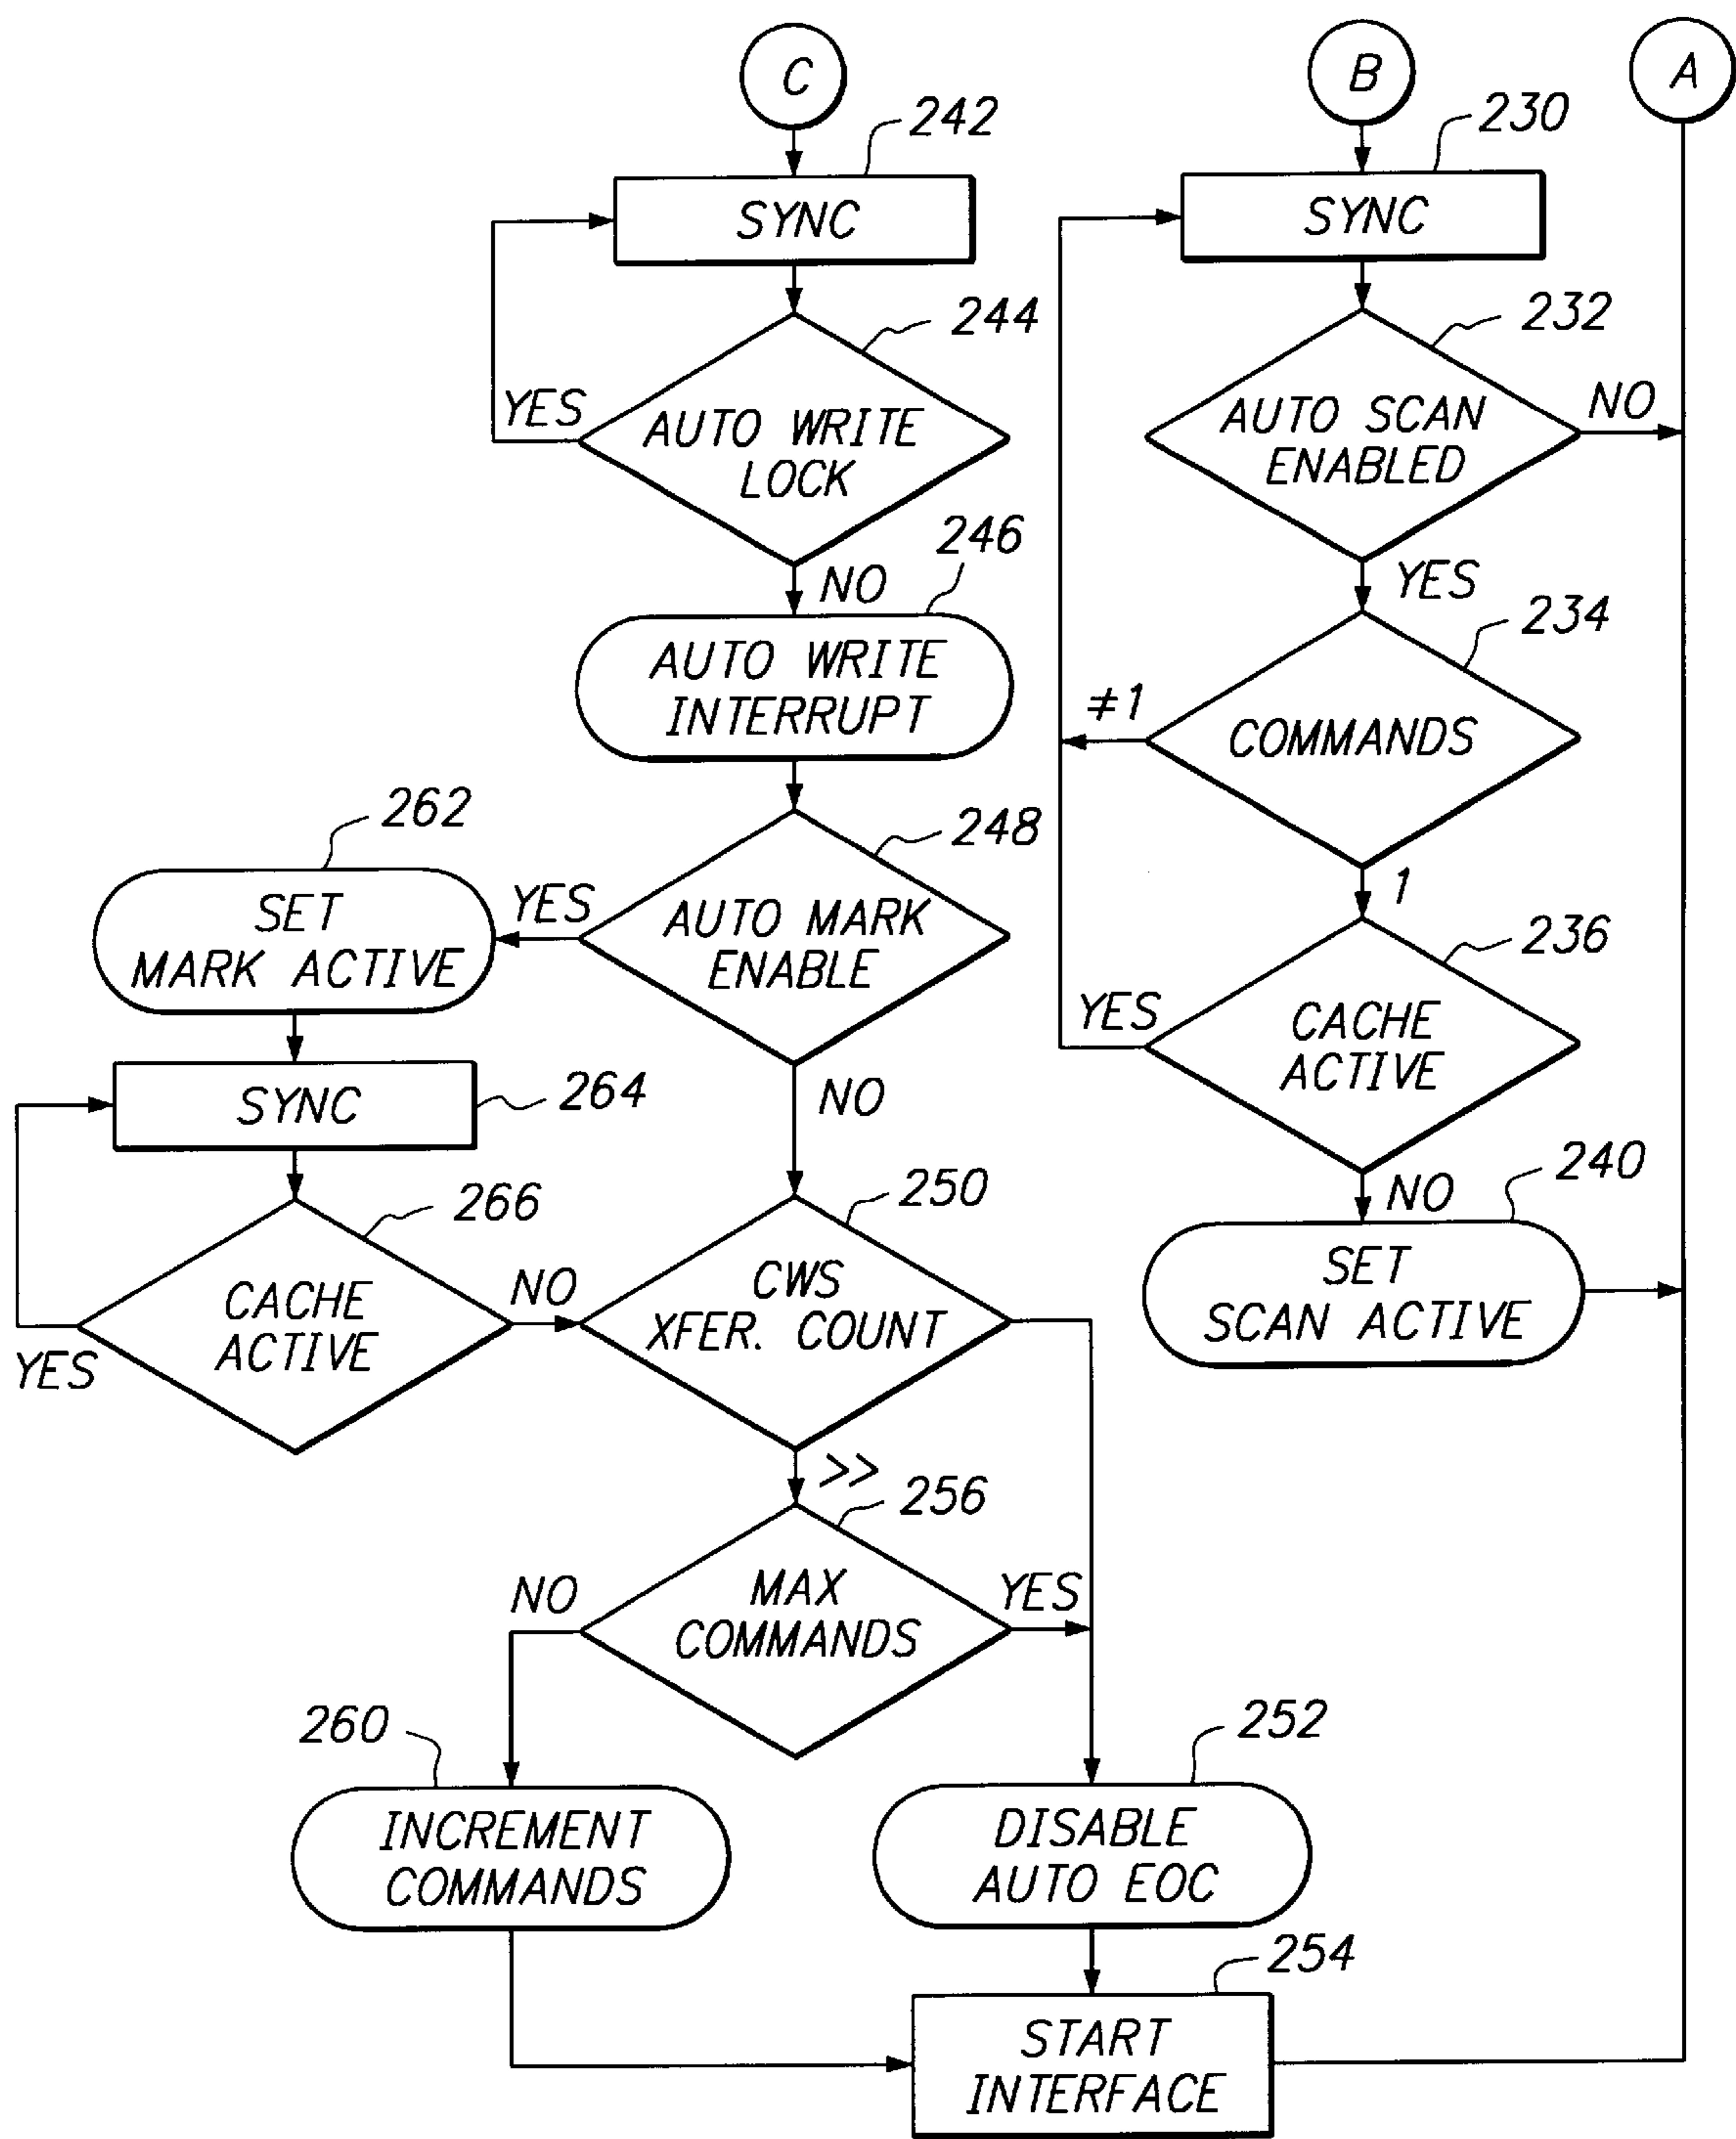 C
B
A
242
230
SYNC
SYNC
244
232
YES
AUTO WRITE
LOCK
NO
AUTO SCAN
ENABLED
246
NO
YES
234
AUTO WRITE
INTERRUPT
≠1
COMMANDS
262
248
1
236
SET
MARK ACTIVE
YES
AUTO MARK
ENABLE
YES
CACHE
ACTIVE
SYNC
264
NO
240
266
250
NO
CACHE
ACTIVE
YES
NO
CWS
XFER. COUNT
SET
SCAN ACTIVE
>>
256
NO
MAX
COMMANDS
YES
260
252
INCREMENT
COMMANDS
DISABLE
AUTO EOC
254
START
INTERFACE